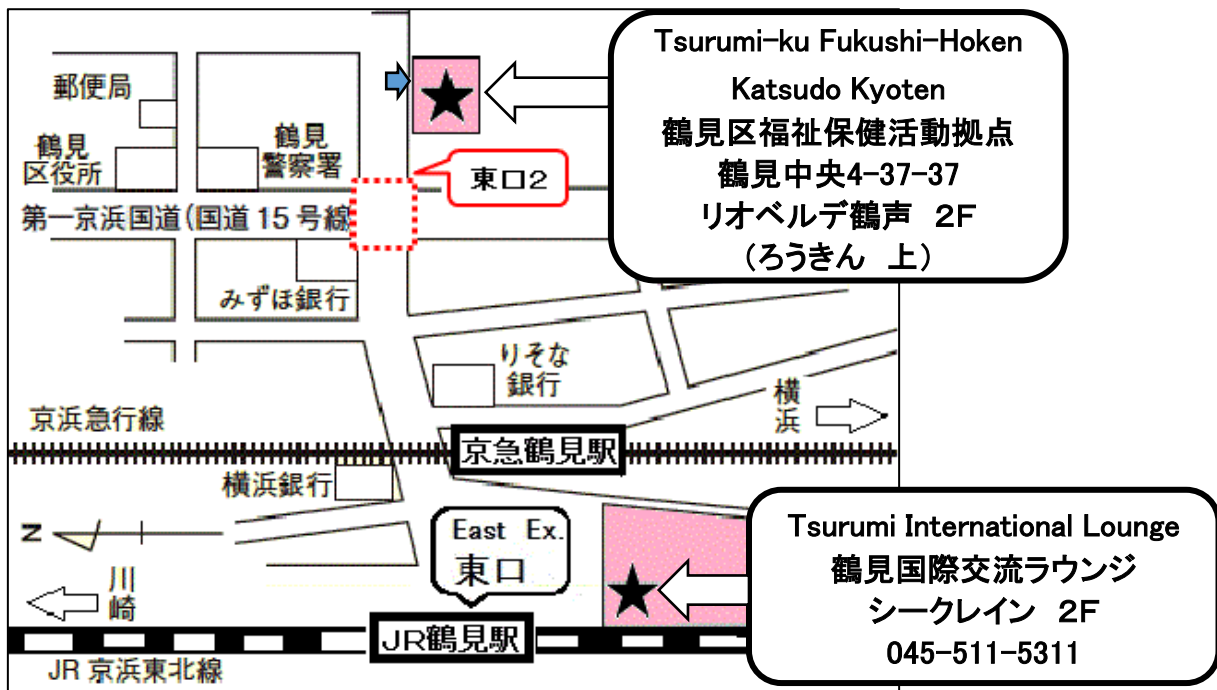 Tsurumi-ku Fukushi-Hoken
Katsudo Kyoten
鶴見区福祉保健活動拠点
鶴見中央4-37-37
リオベルデ鶴声 2F
(ろうきん 上)
郵便局
鶴見
区役所
鶴見
警察署
東口2
第一京浜国道(国道15号線
みずほ銀行
りそな
銀行
横
浜
京浜急行線
京急鶴見駅
横浜銀行
N
East Ex.
東口
川
崎
JR鶴見駅
JR 京浜東北線
Tsurumi International Lounge
鶴見国際交流ラウンジ
シークレイン 2F
045-511-5311